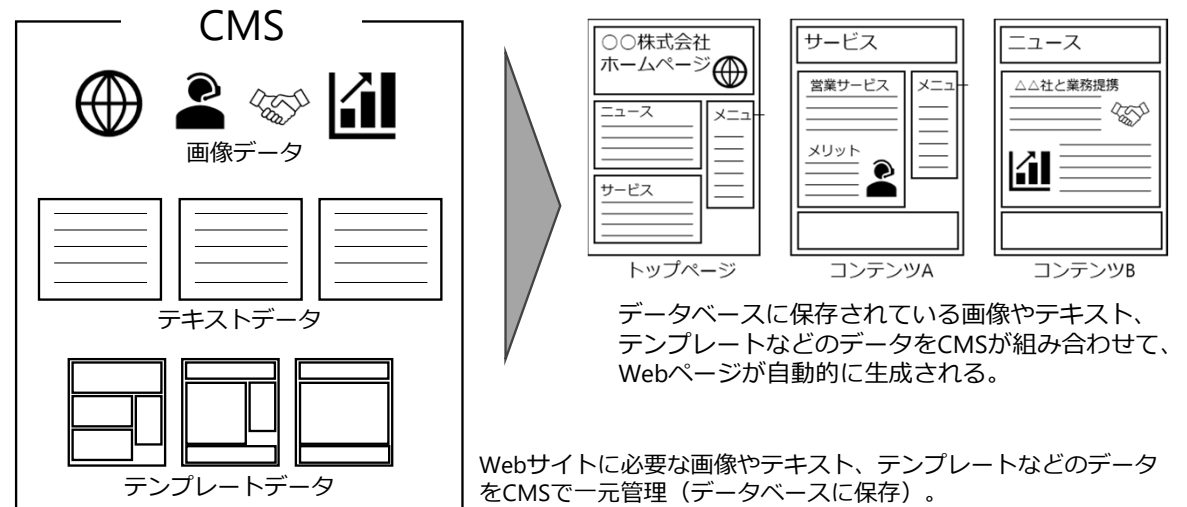 CMS
画像データ
テキストデータ
テンプレートデータ
○○株式会社
ホームページ
ニュース
メニュー
サービス
トップページ
サービス
営業サービス
メニュー
メリット
コンテンツA
ニュース
△△社と業務提携
コンテンツB
データベースに保存されている画像やテキスト、
テンプレートなどのデータをCMSが組み合わせて、
Webページが自動的に生成される。
Webサイトに必要な画像やテキスト、テンプレートなどのデータ
をCMSで一元管理（データベースに保存）。